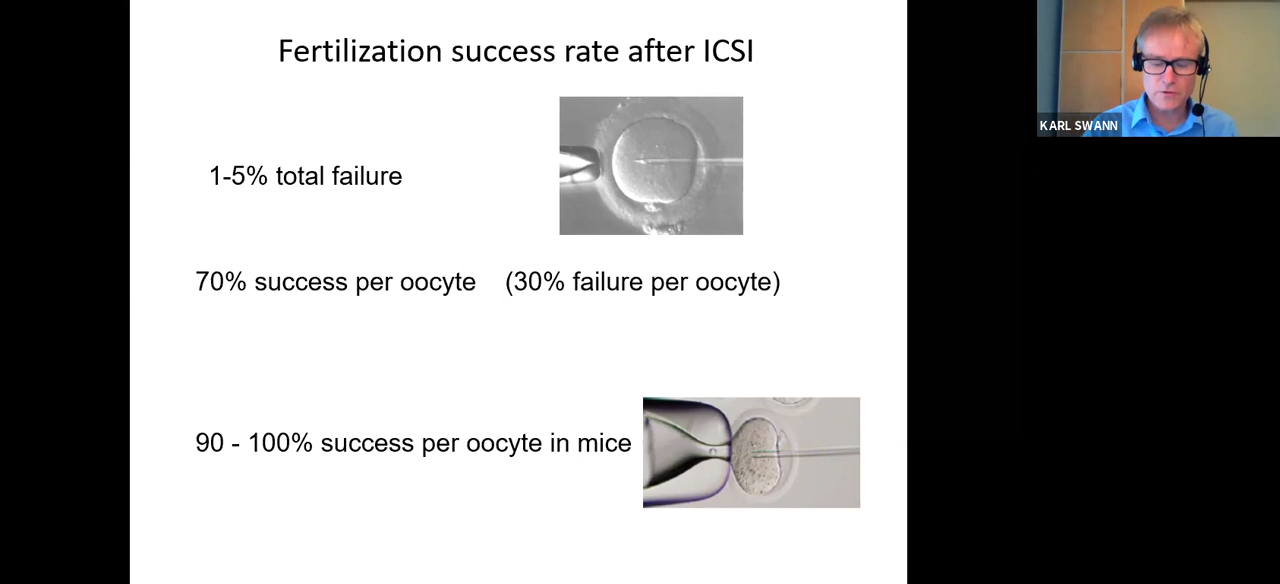 Fertilization success rate after ICSI
KARL SWANN
1-5% total failure
70% success per oocyte (30% failure per oocyte)
90 - 100% success per oocyte in mice